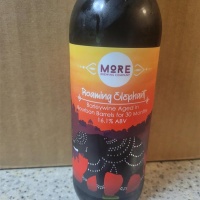 MORE
Roaming Elephant
Barleywine Aged in
Bourbon Barrels for 30 Months
16.1% ABV